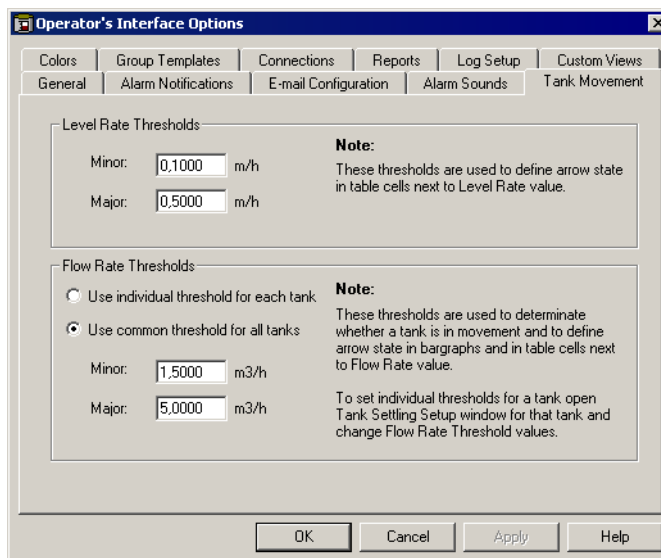 Operator's Interface Options
Colors Group Templates Connections Reports Log Setup Custom Views
General Alarm Notifications E-mail Configuration Alarm Sounds Tank Movement
Level Rate Thresholds
Minor: 0,1000 m/h
Major: 0,5000 m/h
Note:
These thresholds are used to define arrow state
in table cells next to Level Rate value.
Flow Rate Thresholds
Use individual threshold for each tank
Use common threshold for all tanks
Minor: 1,5000 m3/h
Major: 5,0000 m3/h
Note:
These thresholds are used to determinate
whether a tank is in movement and to define
arrow state in bargraphs and in table cells next
to Flow Rate value.
To set individual thresholds for a tank open
Tank Settling Setup window for that tank and
change Flow Rate Threshold values.
OK Cancel Apply Help